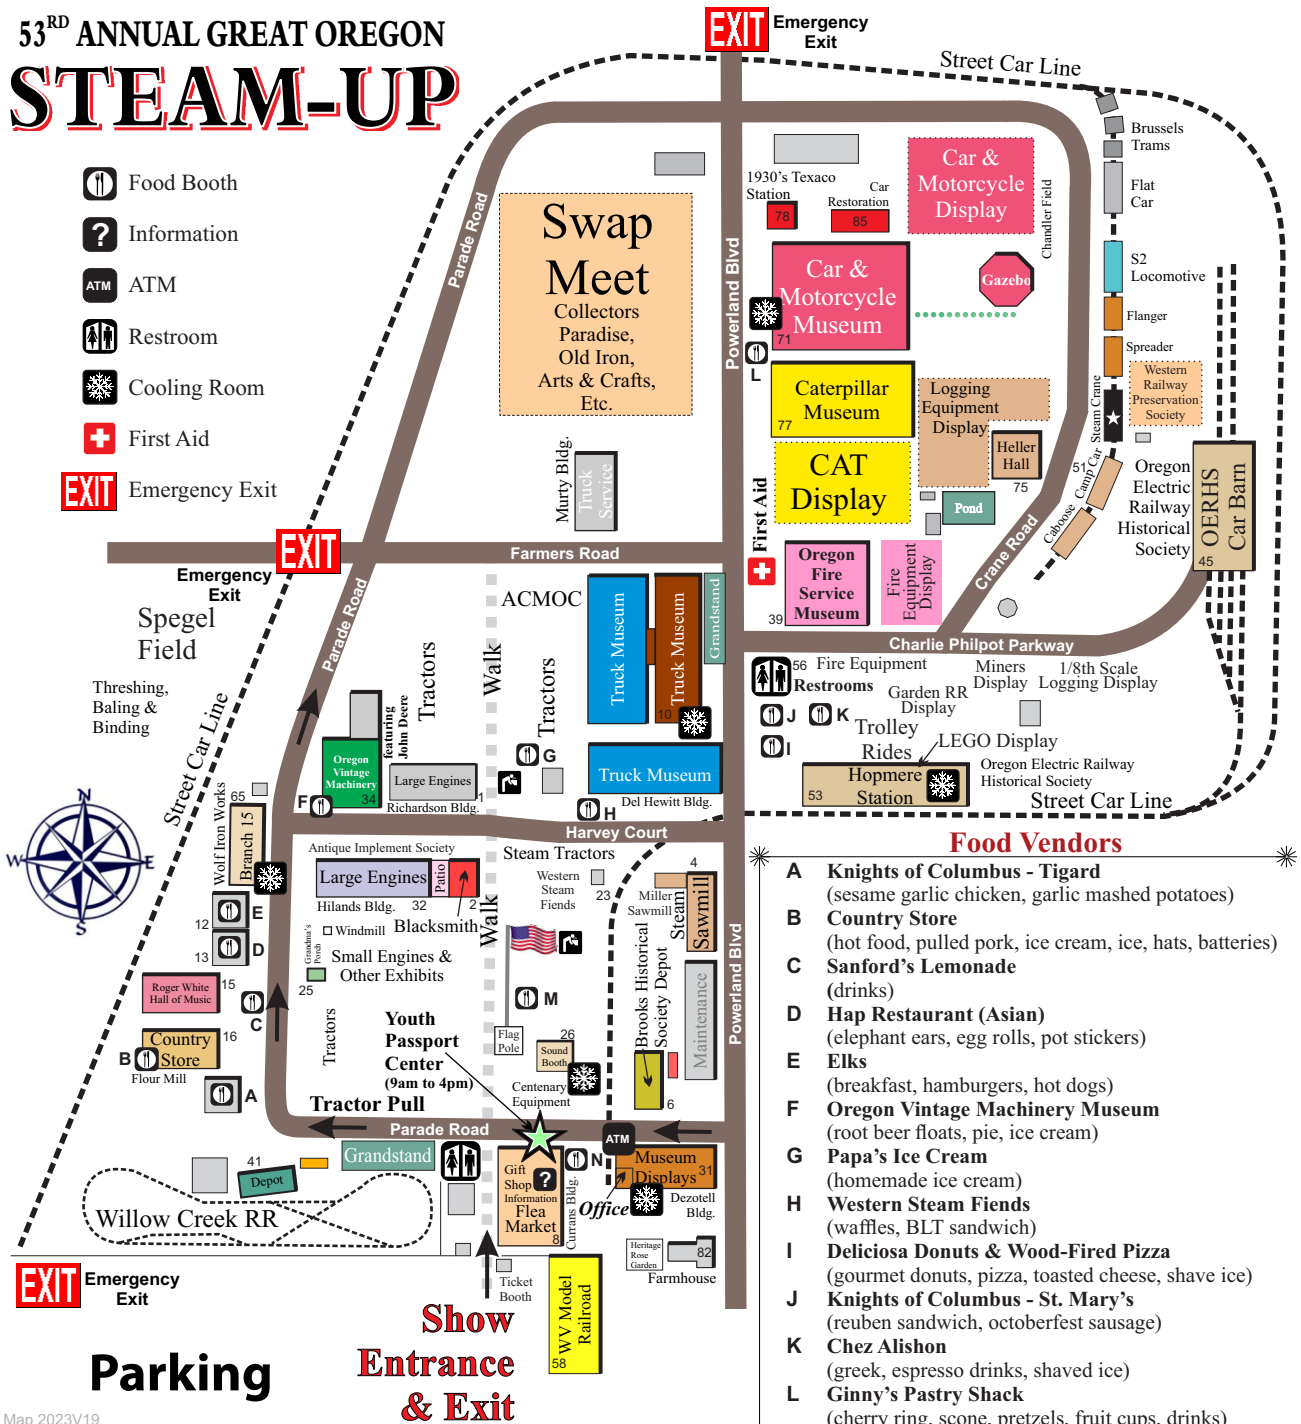 53RD ANNUAL GREAT OREGON
STEAM-UP
Food Booth
? Information
ATM ATM
Restroom
Cooling Room
First Aid
EXIT Emergency Exit
EXIT Emergency
Exit
Street Car Line
Brussels
Trams
Flat
Car
S2
Locomotive
Flanger
Spreader
Western
Railway
Preservation
Society
Steam Crane
Camp Car
51
Caboose
Parade Road
Powerland Blvd
Chandler Field
1930's Texaco
Station
78
Car
Restoration
85
Car &
Motorcycle
Display
Car &
Motorcycle
Museum
71
Gazebo
L
Swap
Meet
Collectors
Paradise,
Old Iron,
Arts & Crafts,
Etc.
Caterpillar
Museum
77
Logging
Equipment
Display
CAT
Display
Heller
Hall
75
Pond
Murty Bldg.
Truck
Service
First Aid
Oregon
Electric
Railway
Historical
Society
OERHS
Car Barn
45
EXIT
Emergency
Exit
Farmers Road
Oregon
Fire
Service
Museum
39
Fire
Equipment
Display
Crane Road
Charlie Philpot Parkway
Spegel
Field
Threshing,
Baling &
Binding
Street Car Line
Parade Road
ACMOC
Truck Museum
Truck Museum
10
Grandstand
Tractors
Walk
Tractors
featuring
John Deere
Oregon
Vintage
Machinery
34
F
Large Engines
1
Richardson Bldg.
G
Truck Museum
Del Hewitt Bldg.
H
56 Fire Equipment
Restrooms
J
K
I
Miners
Display
1/8th Scale
Logging Display
Garden RR
Display
Trolley
Rides
LEGO Display
Hopmere
Station
53
Oregon Electric Railway
Historical Society
Street Car Line
Harvey Court
N
W
E
S
Wolf Iron Works
65
Branch 15
12
E
13
D
Roger White
Hall of Music
15
C
Country
Store
16
B
Flour Mill
A
Antique Implement Society
Large Engines
Patio
Hilands Bldg.
32
2
Blacksmith
Windmill
Grandma's
Porch
Small Engines &
Other Exhibits
25
Tractors
Walk
Steam Tractors
Western
Steam
Fiends
23
4
Miller
Sawmill
Steam
Sawmill
Brooks Historical
Society Depot
6
Maintenance
Powerland Blvd
M
Flag
Pole
26
Sound
Booth
Centenary
Equipment
Youth
Passport
Center
(9am to 4pm)
Tractor Pull
Parade Road
ATM
Grandstand
41
Depot
Willow Creek RR
Gift
Shop
?
Information
Flea
Market
8
Currans Bldg.
N
Museum
Displays
31
Office
Dezotell
Bldg.
Heritage
Rose
Garden
82
Farmhouse
Ticket
Booth
WV Model
Railroad
58
EXIT Emergency
Exit
Parking
Show
Entrance
& Exit
Map 2023V19
Food Vendors
A Knights of Columbus - Tigard
(sesame garlic chicken, garlic mashed potatoes)
B Country Store
(hot food, pulled pork, ice cream, ice, hats, batteries)
C Sanford's Lemonade
(drinks)
D Hap Restaurant (Asian)
(elephant ears, egg rolls, pot stickers)
E Elks
(breakfast, hamburgers, hot dogs)
F Oregon Vintage Machinery Museum
(root beer floats, pie, ice cream)
G Papa's Ice Cream
(homemade ice cream)
H Western Steam Fiends
(waffles, BLT sandwich)
I Deliciosa Donuts & Wood-Fired Pizza
(gourmet donuts, pizza, toasted cheese, shave ice)
J Knights of Columbus - St. Mary's
(reuben sandwich, octoberfest sausage)
K Chez Alishon
(greek, espresso drinks, shaved ice)
L Ginny's Pastry Shack
(cherry ring, scone, pretzels, fruit cups, drinks)